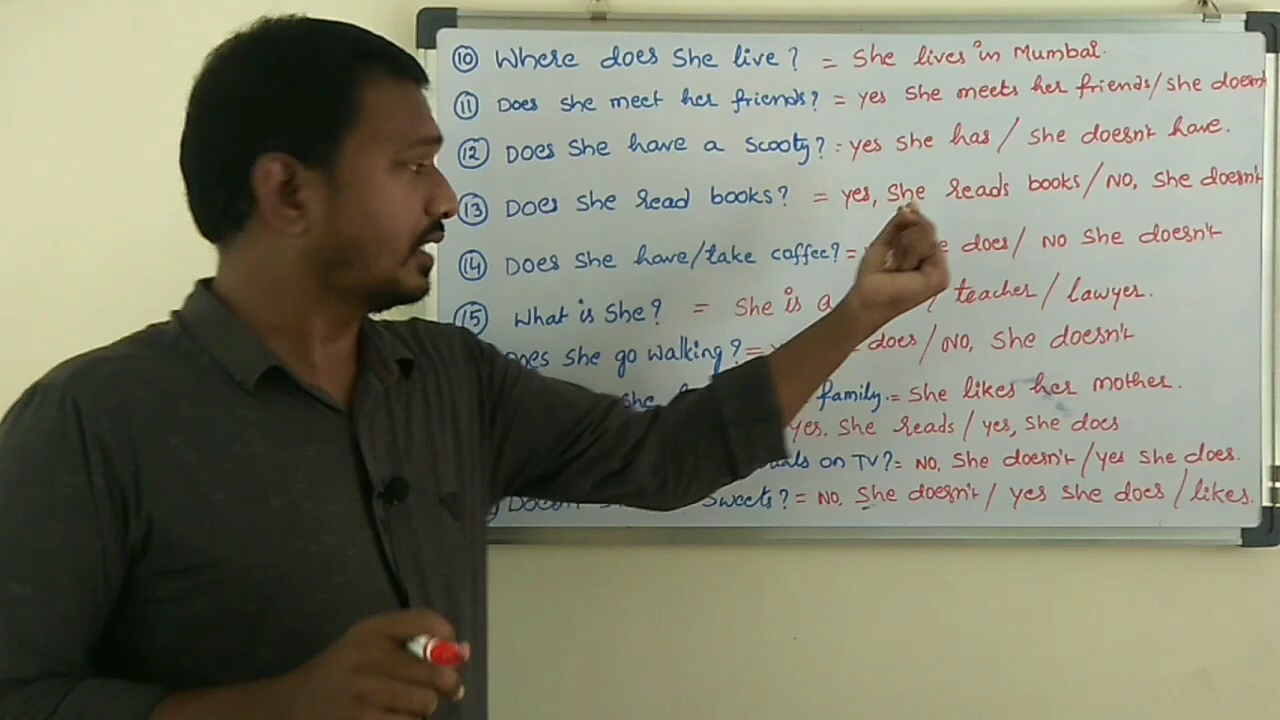 ⑩ Where does she live? = She lives in Mumbai.
⑪ Does she meet her friends? = yes she meets her friends/she doesn't
⑫ Does she have a scooty? = yes she has / she doesn't have.
⑬ Does she read books? = yes, she reads books/NO, she doesn't
⑭ Does she have/take coffee? = does/ NO she doesn't
⑮ What is she? = She is a / teacher / lawyer.
Does she go walking? = does/NO, she doesn't
she family. = she likes her mother.
yes. She reads / yes, she does
on TV? = NO, She doesn't /yes she does.
sweets? = NO, She doesn't / yes she does / likes.